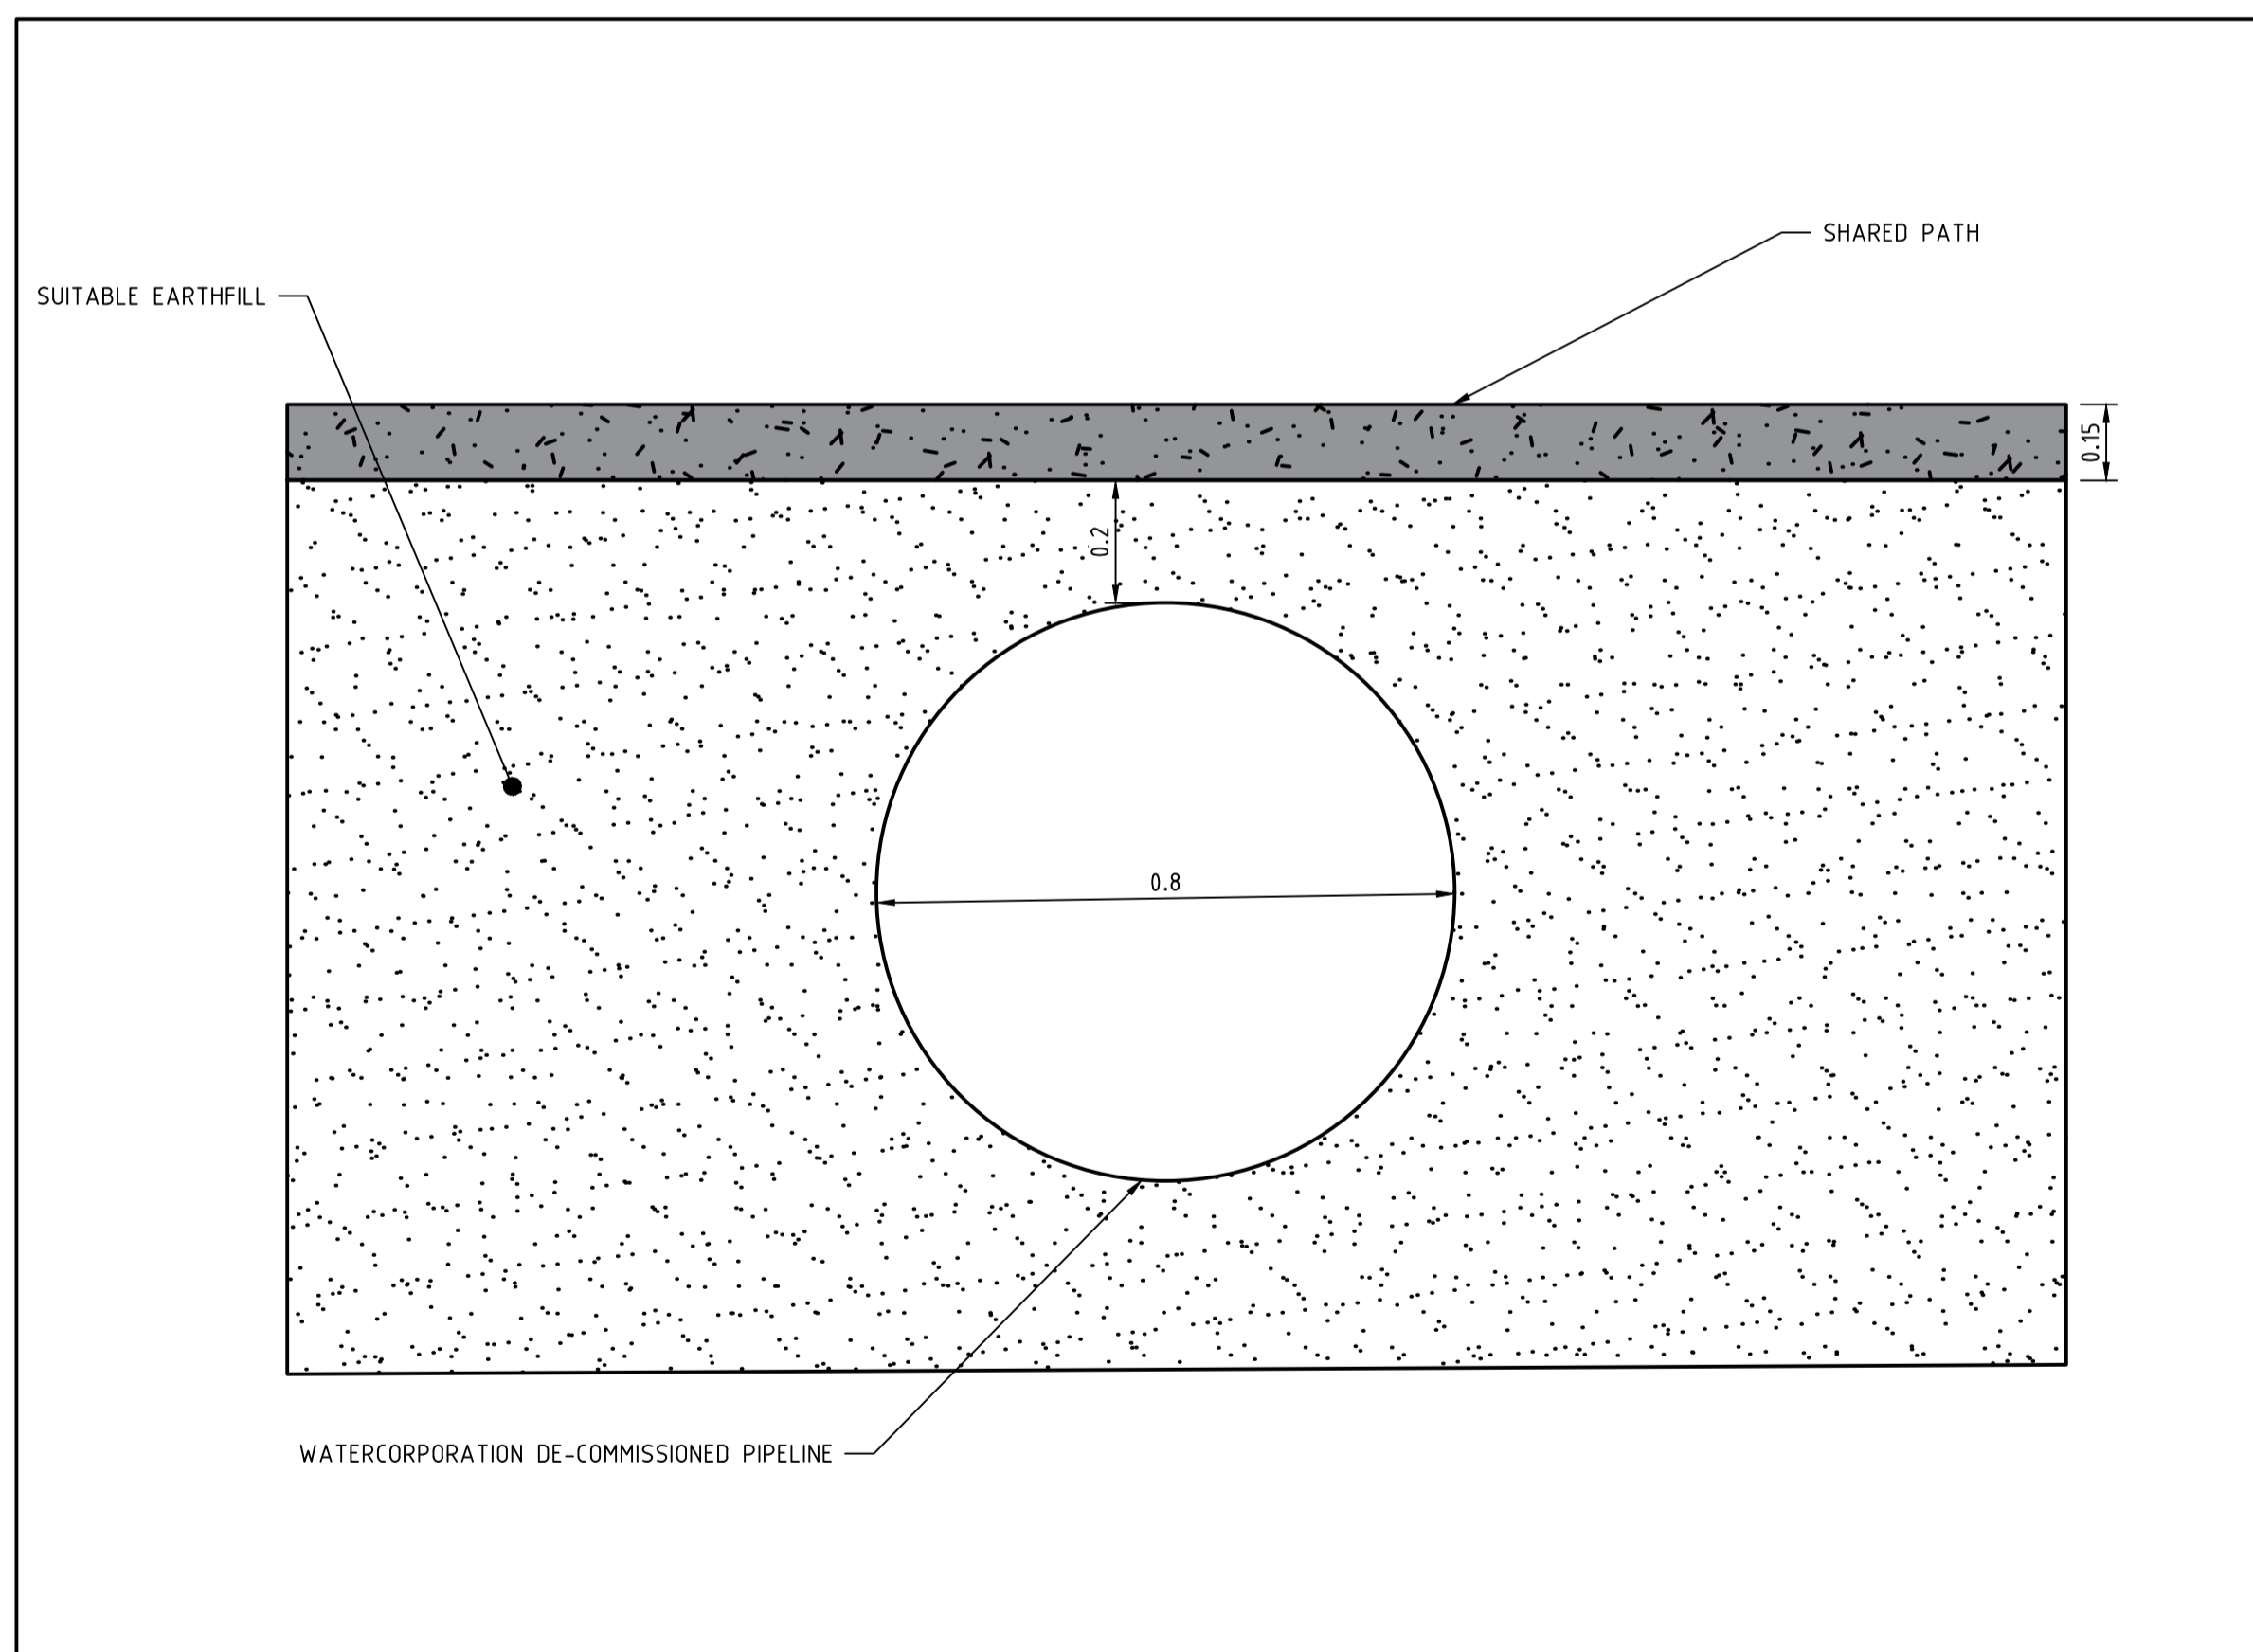 SHARED PATH
SUITABLE EARTHFILL
0.15
0.2
0.8
WATERCORPORATION DE-COMMISSIONED PIPELINE